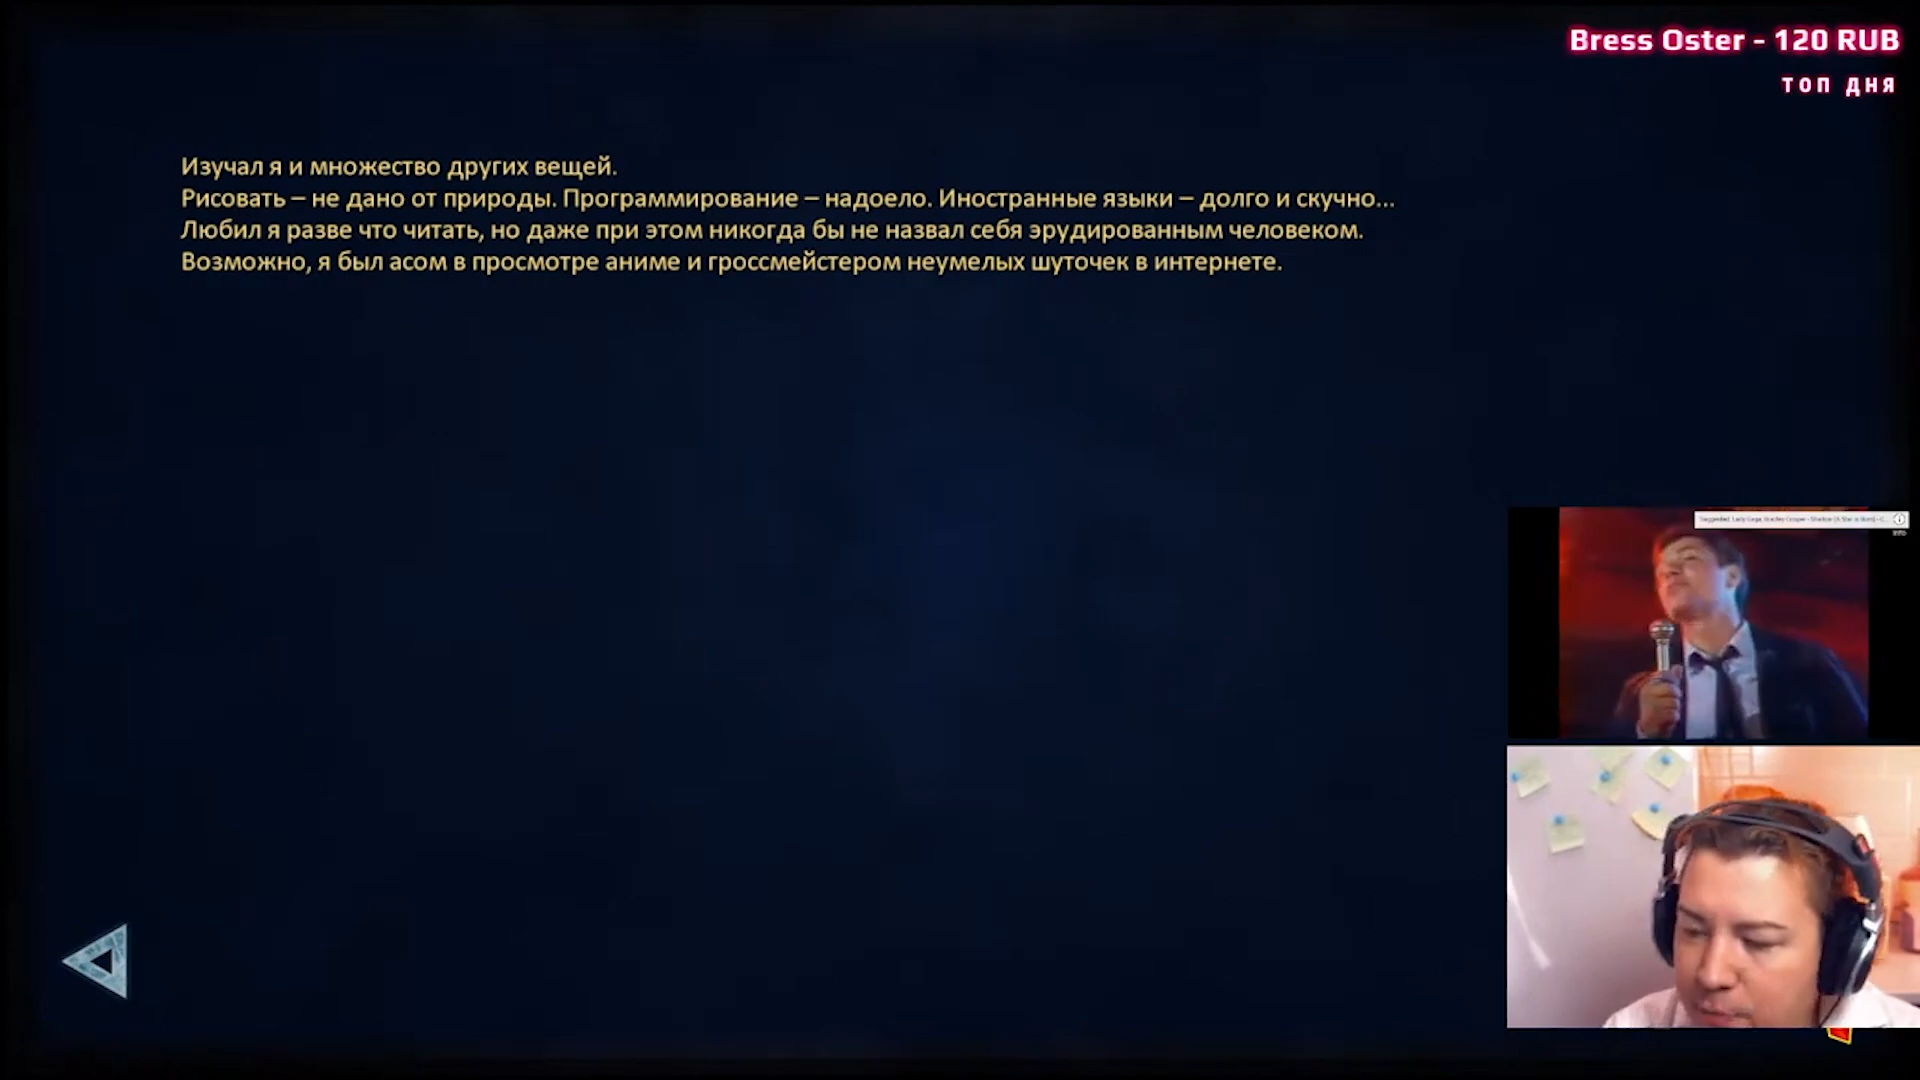 Bress Oster - 120 RUB
топ дня
Изучал я и множество других вещей.
Рисовать – не дано от природы. Программирование – надоело. Иностранные языки – долго и скучно...
Любил я разве что читать, но даже при этом никогда бы не назвал себя эрудированным человеком.
Возможно, я был асом в просмотре аниме и гроссмейстером неумелых шуточек в интернете.